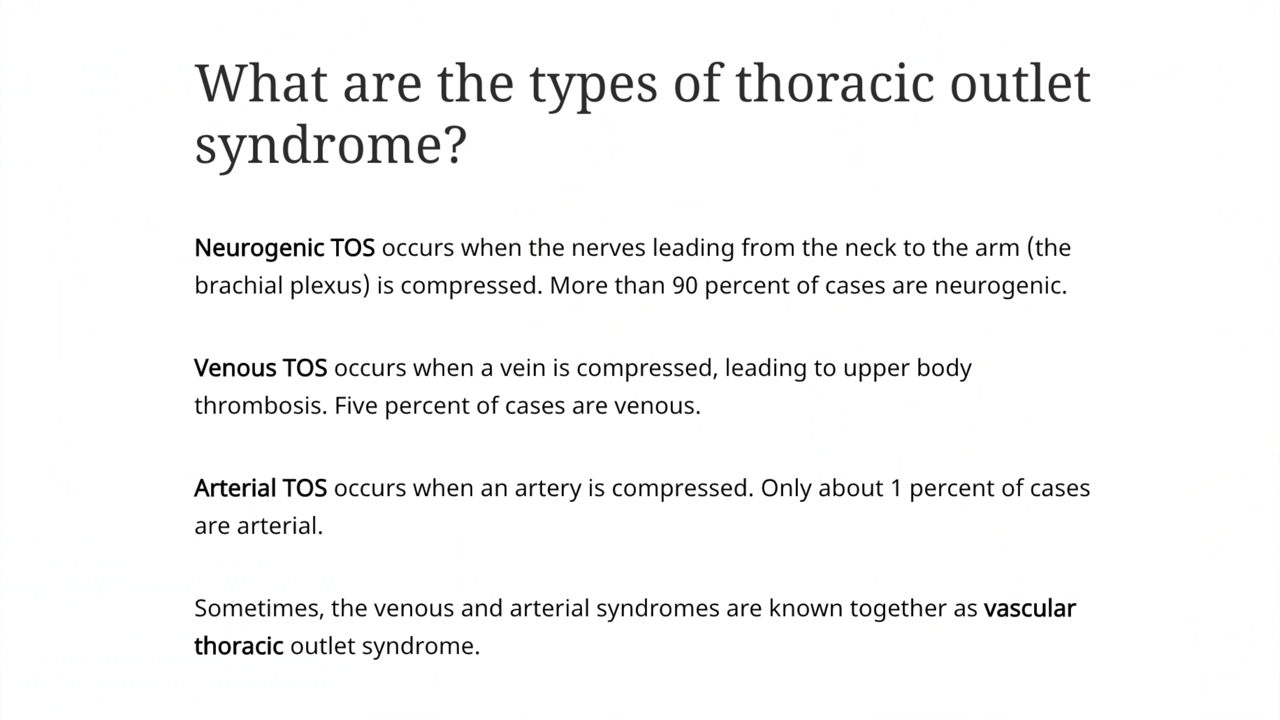 What are the types of thoracic outlet
syndrome?
Neurogenic TOS occurs when the nerves leading from the neck to the arm (the
brachial plexus) is compressed. More than 90 percent of cases are neurogenic.
Venous TOS occurs when a vein is compressed, leading to upper body
thrombosis. Five percent of cases are venous.
Arterial TOS occurs when an artery is compressed. Only about 1 percent of cases
are arterial.
Sometimes, the venous and arterial syndromes are known together as vascular
thoracic outlet syndrome.